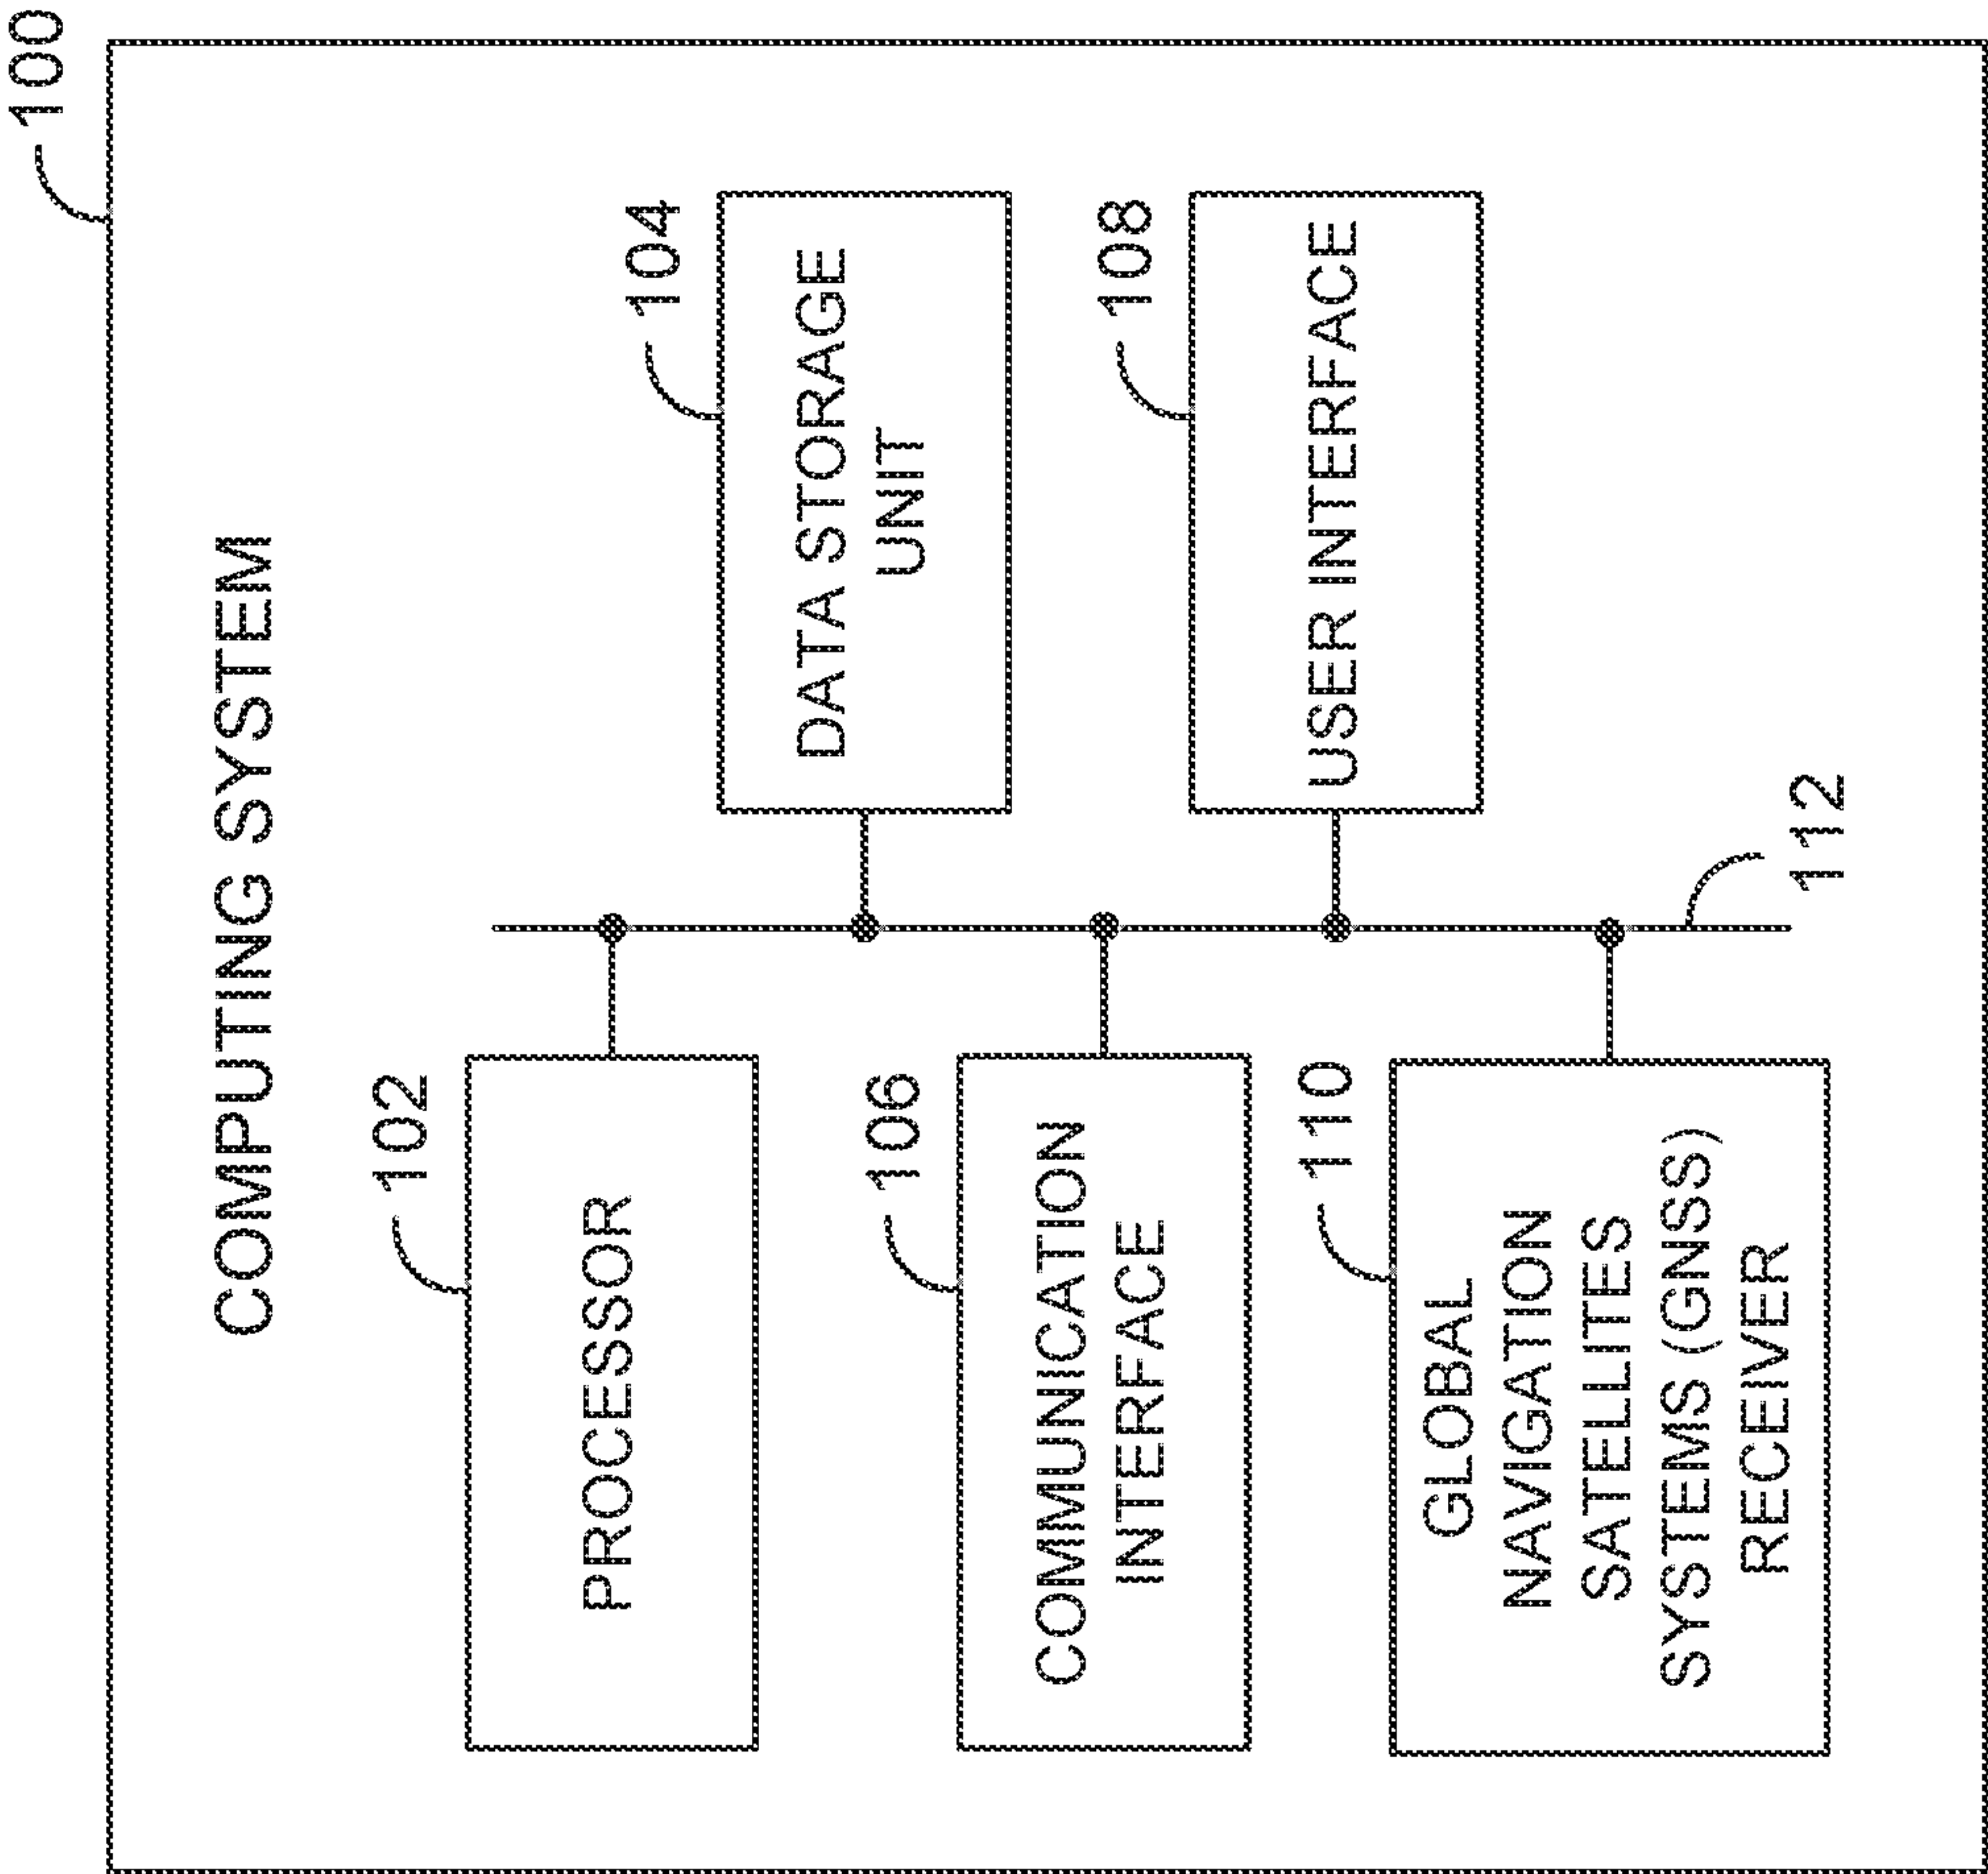 100
COMPUTING SYSTEM
102
PROCESSOR
104
DATA STORAGE
UNIT
106
COMMUNICATION
INTERFACE
108
USER INTERFACE
110
GLOBAL
NAVIGATION
SATELLITES
SYSTEMS (GNSS)
RECEIVER
112